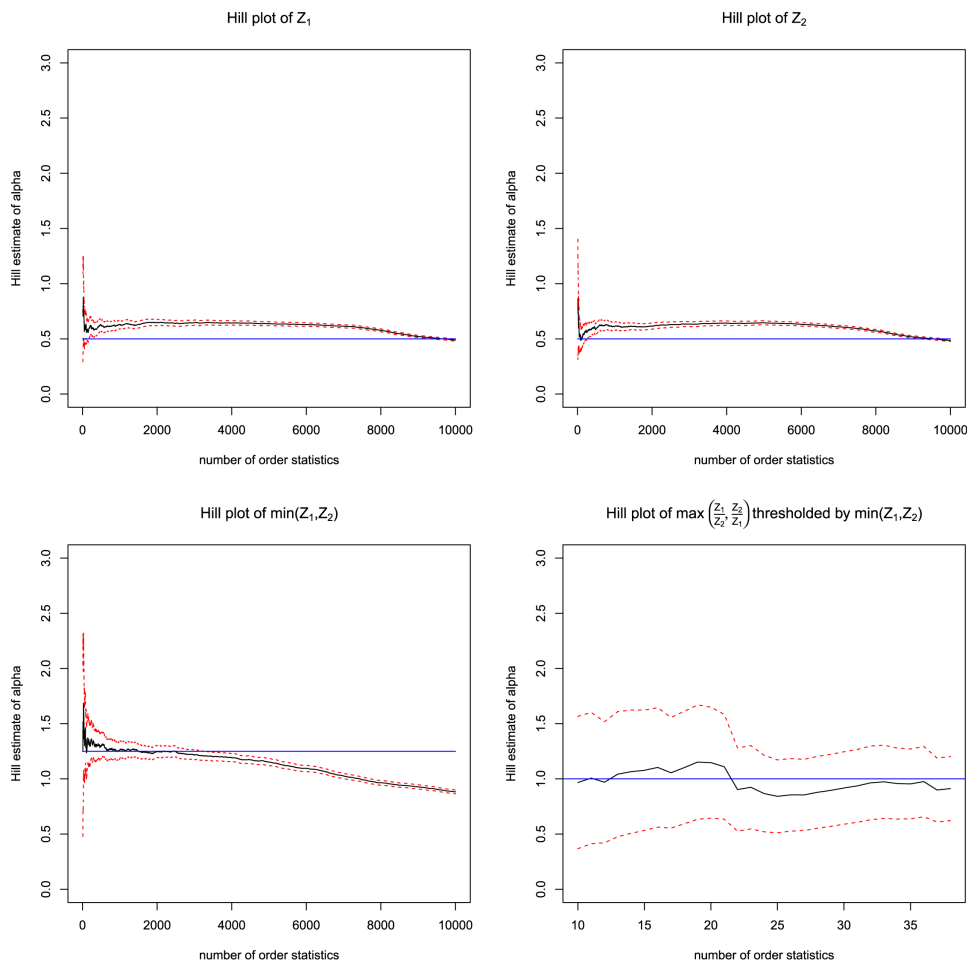 Hill plot of Z₁
Hill estimate of alpha
3.0
2.5
2.0
1.5
1.0
0.5
0.0
0 2000 4000 6000 8000 10000
number of order statistics
Hill plot of Z₂
Hill estimate of alpha
3.0
2.5
2.0
1.5
1.0
0.5
0.0
0 2000 4000 6000 8000 10000
number of order statistics
Hill plot of min(Z₁,Z₂)
Hill estimate of alpha
3.0
2.5
2.0
1.5
1.0
0.5
0.0
0 2000 4000 6000 8000 10000
number of order statistics
Hill plot of max(Z₁/Z₂, Z₂/Z₁) thresholded by min(Z₁,Z₂)
Hill estimate of alpha
3.0
2.5
2.0
1.5
1.0
0.5
0.0
10 15 20 25 30 35
number of order statistics